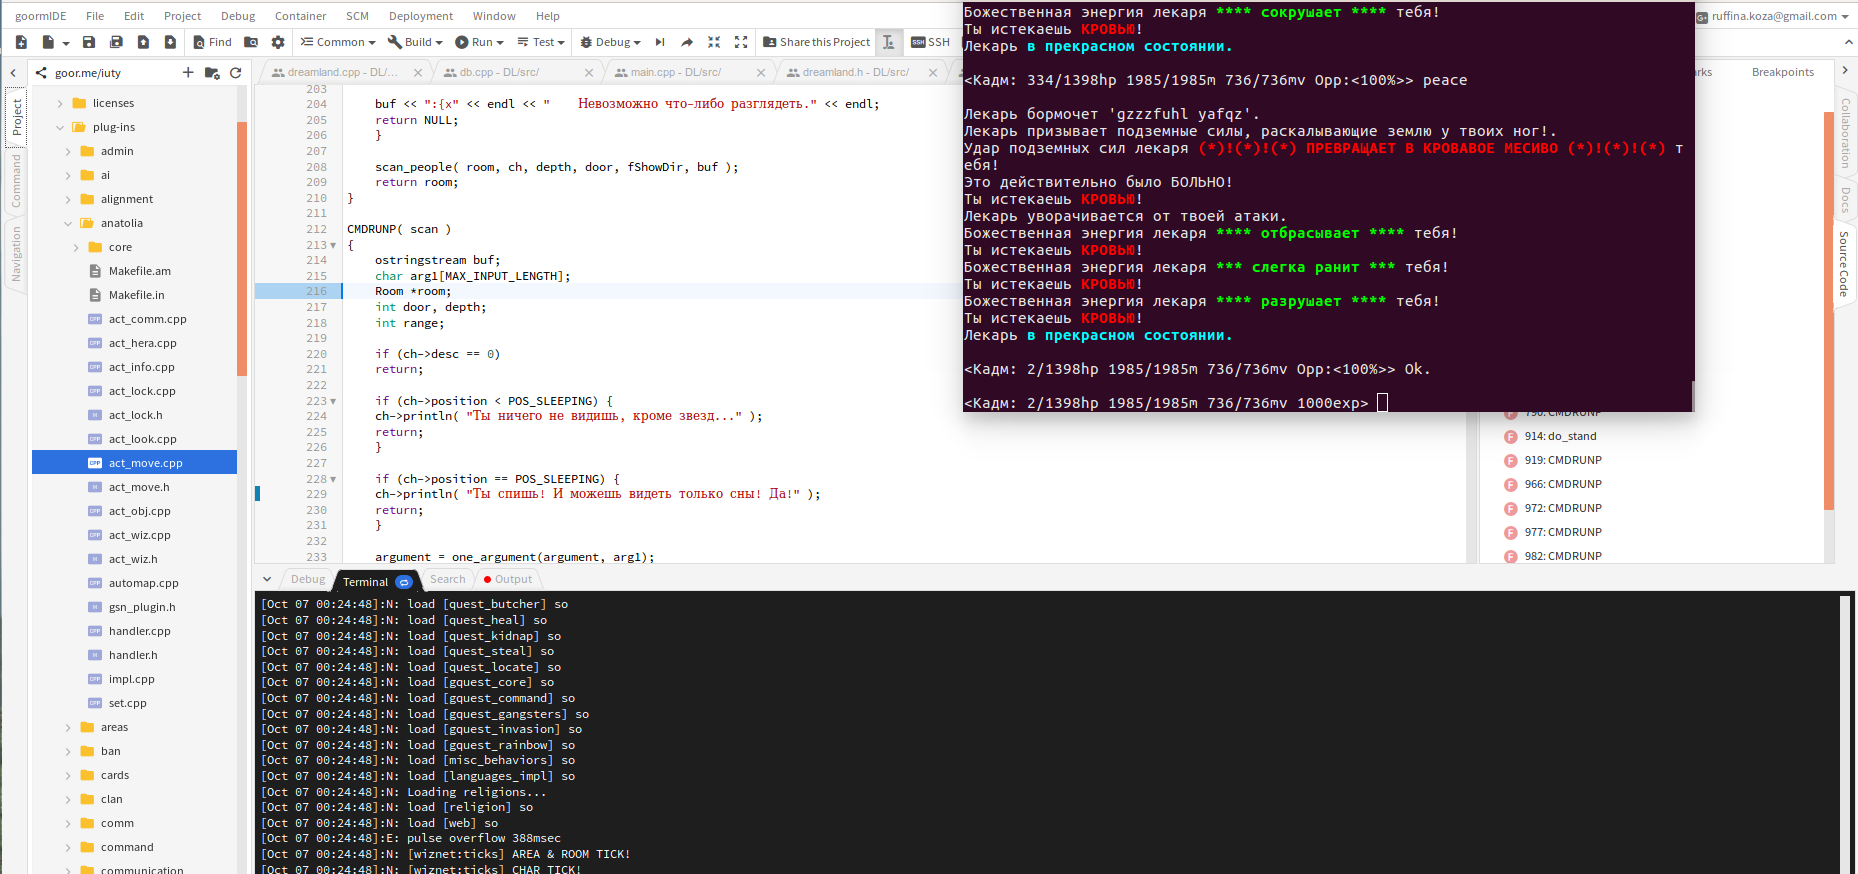 goormIDE File Edit Project Debug Container SCM Deployment Window Help
ruffina.koza@gmail.com
Find Common Build Run Test Debug Share this Project SSH
goor.me/iuty
dreamland.cpp - DL/... db.cpp - DL/src/ main.cpp - DL/src/ dreamland.h - DL/src/
Breakpoints
Project
Command
Navigation
licenses
plug-ins
admin
ai
alignment
anatolia
core
Makefile.am
Makefile.in
act_comm.cpp
act_hera.cpp
act_info.cpp
act_lock.cpp
act_lock.h
act_look.cpp
act_move.cpp
act_move.h
act_obj.cpp
act_wiz.cpp
act_wiz.h
automap.cpp
gsn_plugin.h
handler.cpp
handler.h
impl.cpp
set.cpp
areas
ban
cards
clan
comm
command
communication
203
204 buf << ":{x" << endl << "    Невозможно что-либо разглядеть." << endl;
205 return NULL;
206 }
207
208 scan_people( room, ch, depth, door, fShowDir, buf );
209 return room;
210 }
211
212 CMDRUNP( scan )
213 {
214 ostringstream buf;
215 char arg1[MAX_INPUT_LENGTH];
216 Room *room;
217 int door, depth;
218 int range;
219
220 if (ch->desc == 0)
221 return;
222
223 if (ch->position < POS_SLEEPING) {
224 ch->println( "Ты ничего не видишь, кроме звезд..." );
225 return;
226 }
227
228 if (ch->position == POS_SLEEPING) {
229 ch->println( "Ты спишь! И можешь видеть только сны! Да!" );
230 return;
231 }
232
233 argument = one_argument(argument, arg1);
Божественная энергия лекаря **** сокрушает **** тебя!
Ты истекаешь КРОВЬЮ!
Лекарь в прекрасном состоянии.
<Кадм: 334/1398hp 1985/1985m 736/736mv Opp:<100%>> peace
Лекарь бормочет 'gzzzfuhl yafqz'.
Лекарь призывает подземные силы, раскалывающие землю у твоих ног!.
Удар подземных сил лекаря (*)!(*)!(*) ПРЕВРАЩАЕТ В КРОВАВОЕ МЕСИВО (*)!(*)!(*) т
ебя!
Это действительно было БОЛЬНО!
Ты истекаешь КРОВЬЮ!
Лекарь уворачивается от твоей атаки.
Божественная энергия лекаря **** отбрасывает **** тебя!
Ты истекаешь КРОВЬЮ!
Божественная энергия лекаря *** слегка ранит *** тебя!
Ты истекаешь КРОВЬЮ!
Божественная энергия лекаря **** разрушает **** тебя!
Ты истекаешь КРОВЬЮ!
Лекарь в прекрасном состоянии.
<Кадм: 2/1398hp 1985/1985m 736/736mv Opp:<100%>> Ok.
<Кадм: 2/1398hp 1985/1985m 736/736mv 1000exp>
790: CMDRUNP
914: do_stand
919: CMDRUNP
966: CMDRUNP
972: CMDRUNP
977: CMDRUNP
982: CMDRUNP
Collaboration
Docs
Source Code
Debug Terminal Search Output
[Oct 07 00:24:48]:N: load [quest_butcher] so
[Oct 07 00:24:48]:N: load [quest_heal] so
[Oct 07 00:24:48]:N: load [quest_kidnap] so
[Oct 07 00:24:48]:N: load [quest_steal] so
[Oct 07 00:24:48]:N: load [quest_locate] so
[Oct 07 00:24:48]:N: load [gquest_core] so
[Oct 07 00:24:48]:N: load [gquest_command] so
[Oct 07 00:24:48]:N: load [gquest_gangsters] so
[Oct 07 00:24:48]:N: load [gquest_invasion] so
[Oct 07 00:24:48]:N: load [gquest_rainbow] so
[Oct 07 00:24:48]:N: load [misc_behaviors] so
[Oct 07 00:24:48]:N: load [languages_impl] so
[Oct 07 00:24:48]:N: Loading religions...
[Oct 07 00:24:48]:N: load [religion] so
[Oct 07 00:24:48]:N: load [web] so
[Oct 07 00:24:48]:E: pulse overflow 388msec
[Oct 07 00:24:48]:N: [wiznet:ticks] AREA & ROOM TICK!
[Oct 07 00:24:48]:N: [wiznet:ticks] CHAR TICK!